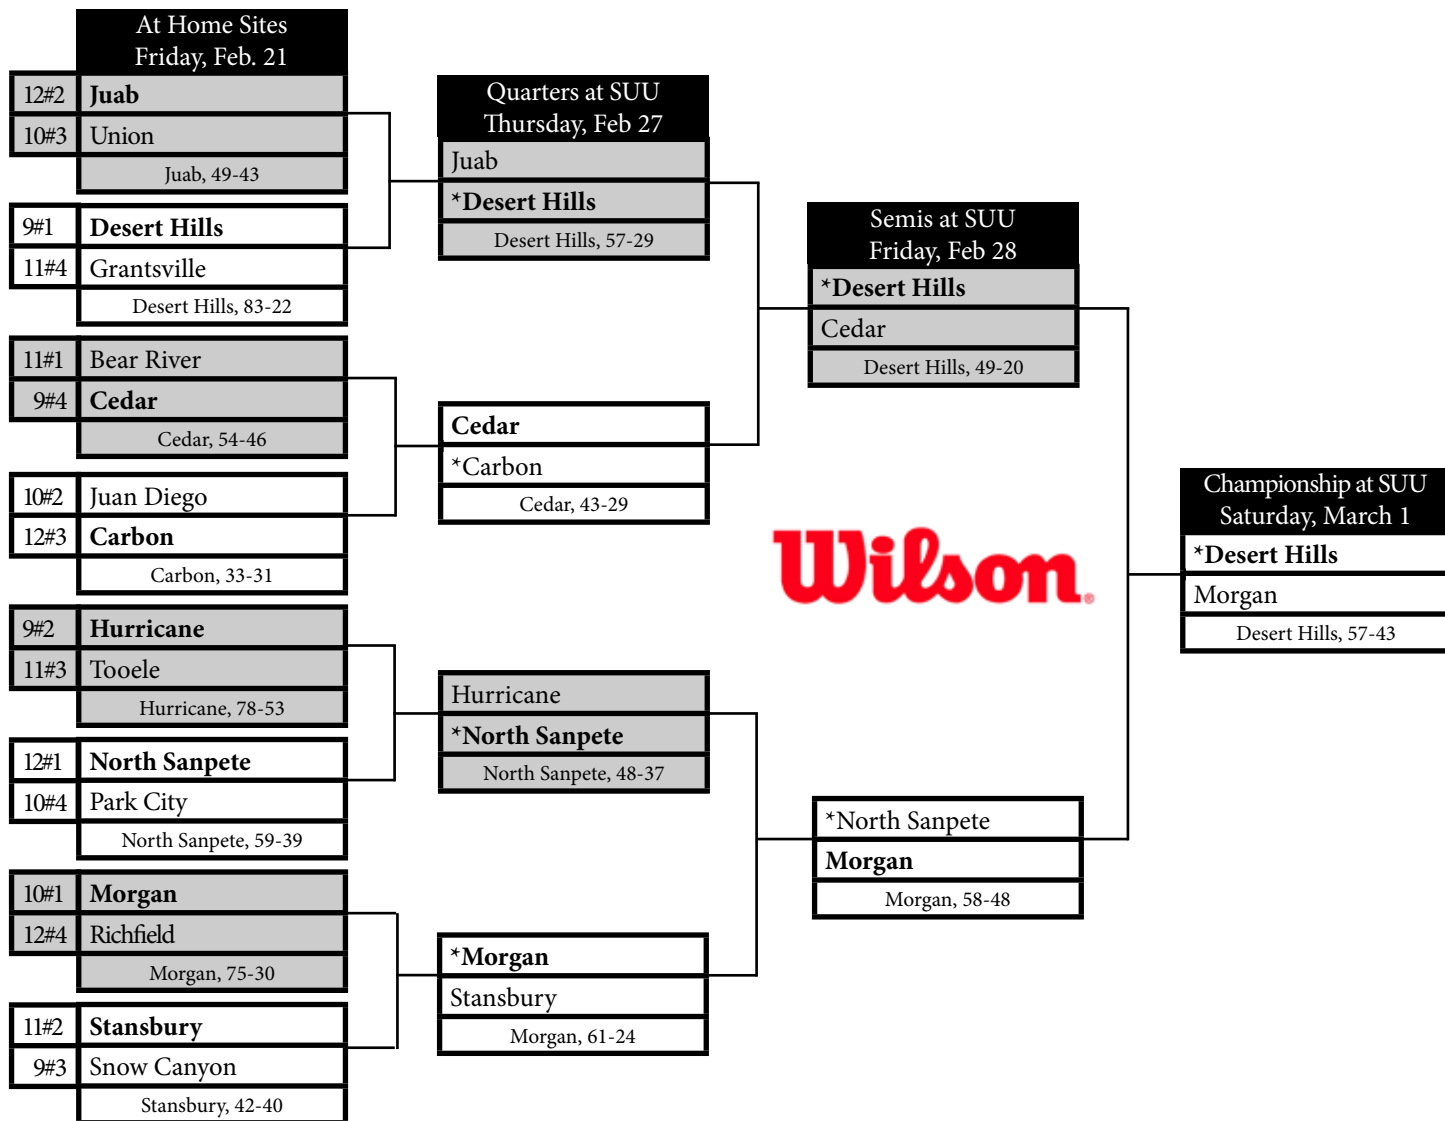 At Home Sites
Friday, Feb. 21
12#2 Juab
10#3 Union
Juab, 49-43
9#1 Desert Hills
11#4 Grantsville
Desert Hills, 83-22
11#1 Bear River
9#4 Cedar
Cedar, 54-46
10#2 Juan Diego
12#3 Carbon
Carbon, 33-31
9#2 Hurricane
11#3 Tooele
Hurricane, 78-53
12#1 North Sanpete
10#4 Park City
North Sanpete, 59-39
10#1 Morgan
12#4 Richfield
Morgan, 75-30
11#2 Stansbury
9#3 Snow Canyon
Stansbury, 42-40
Quarters at SUU
Thursday, Feb 27
Juab
*Desert Hills
Desert Hills, 57-29
Cedar
*Carbon
Cedar, 43-29
Hurricane
*North Sanpete
North Sanpete, 48-37
*Morgan
Stansbury
Morgan, 61-24
Semis at SUU
Friday, Feb 28
*Desert Hills
Cedar
Desert Hills, 49-20
Wilson®
*North Sanpete
Morgan
Morgan, 58-48
Championship at SUU
Saturday, March 1
*Desert Hills
Morgan
Desert Hills, 57-43